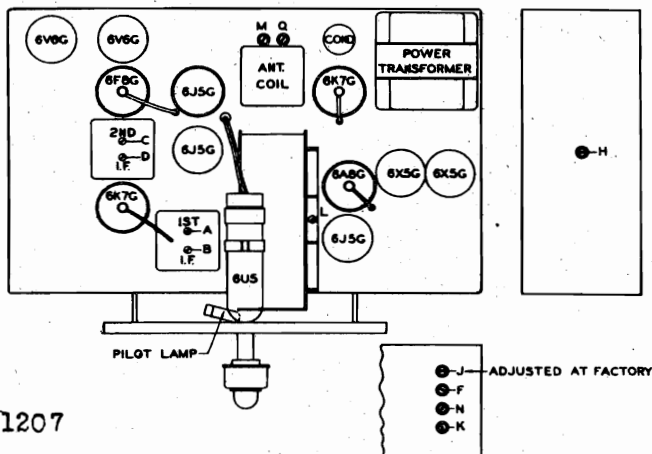 6V6G
6V6G
M Q
COND
POWER
TRANSFORMER
ANT.
COIL
6F8G
6J5G
6K7G
2ND
C
D
I.F.
6J5G
H
6A8G
6X5G
6X5G
6K7G
1ST
A
B
I.F.
L
6J5G
6U5
PILOT LAMP
J ADJUSTED AT FACTORY
F
N
K
1207